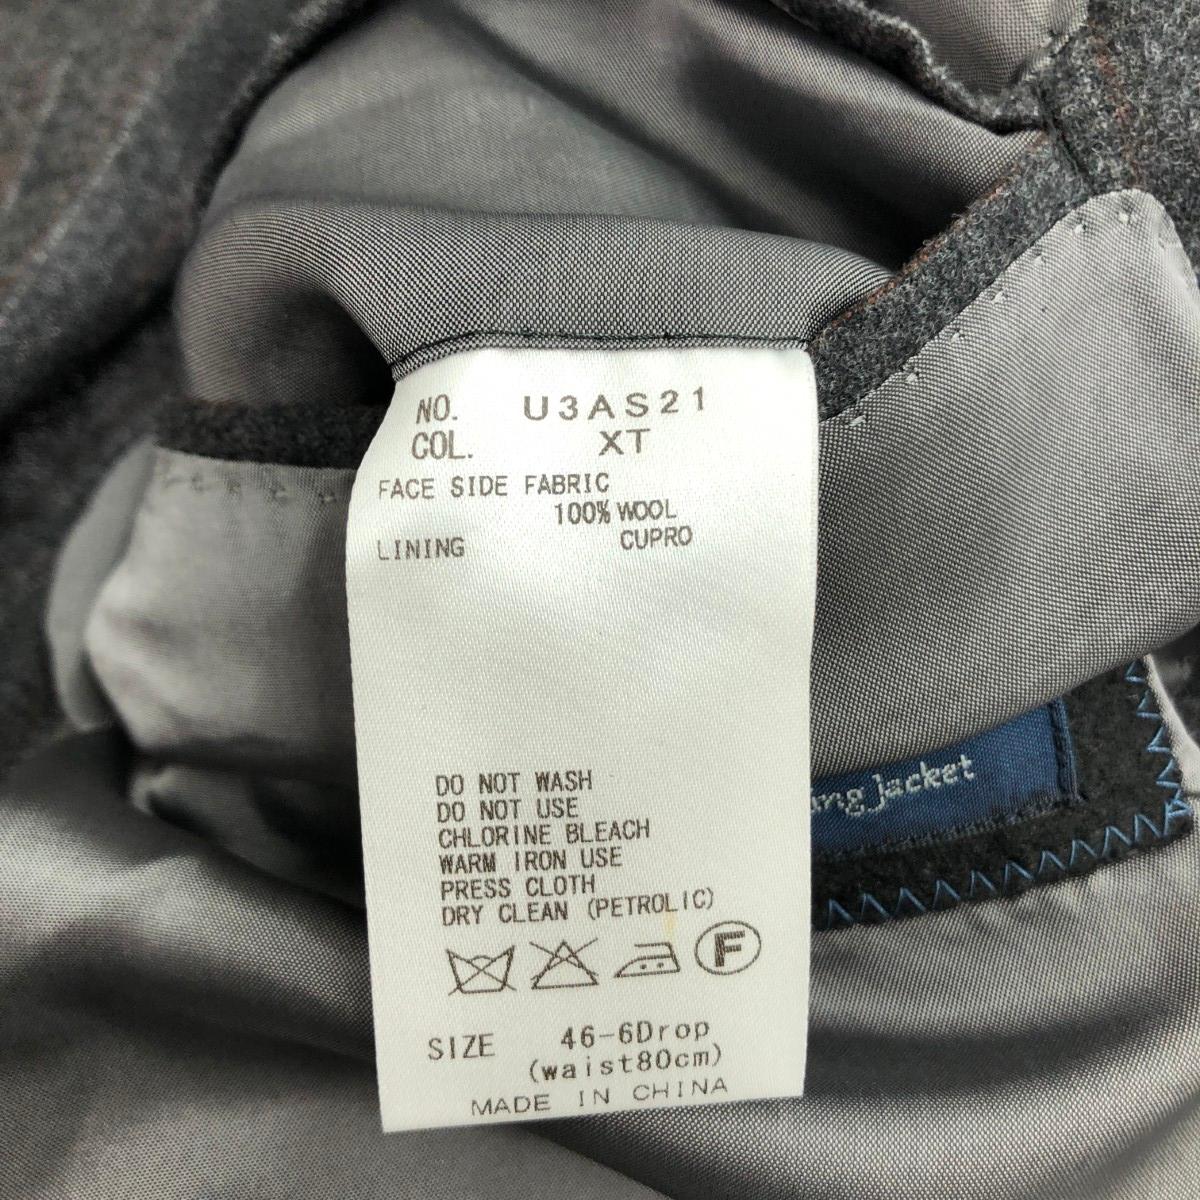 NO. U3AS21
COL. XT
FACE SIDE FABRIC
100% WOOL
LINING CUPRO
DO NOT WASH
DO NOT USE
CHLORINE BLEACH
WARM IRON USE
PRESS CLOTH
DRY CLEAN (PETROLIC)
F
SIZE 46-6Drop
(waist80cm)
MADE IN CHINA
Jacket